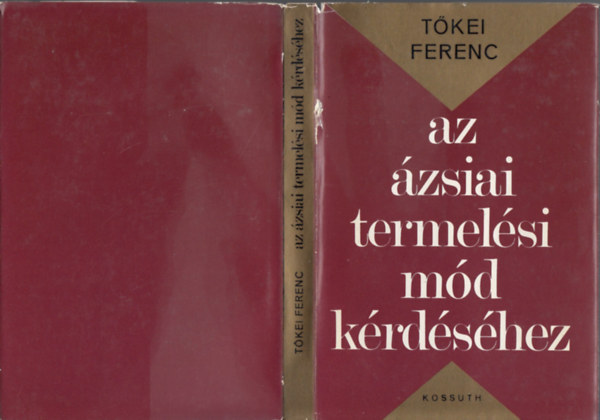 TŐKEI FERENC az ázsiai termelési mód kérdéséhez
TŐKEI
FERENC
az
ázsiai
termelési
mód
kérdéséhez
KOSSUTH